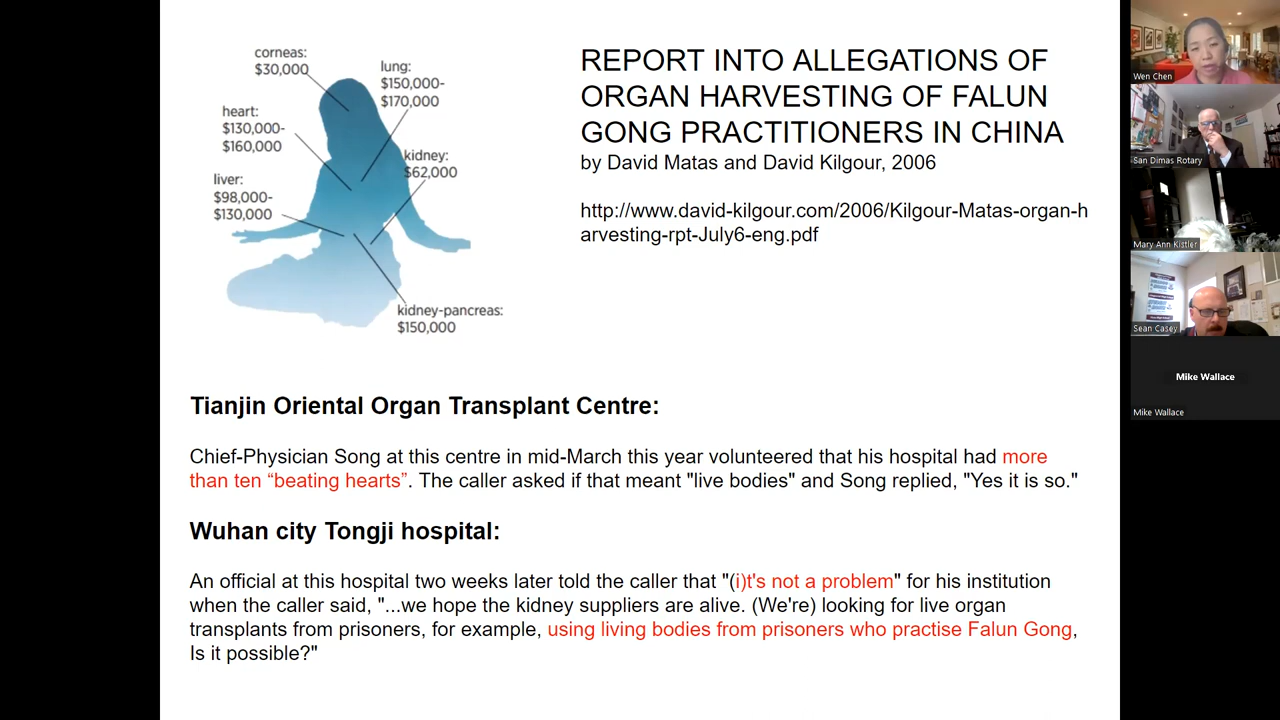 corneas:
$30,000
lung:
$150,000-
$170,000
heart:
$130,000-
$160,000
kidney:
$62,000
liver:
$98,000-
$130,000
kidney-pancreas:
$150,000
REPORT INTO ALLEGATIONS OF
ORGAN HARVESTING OF FALUN
GONG PRACTITIONERS IN CHINA
by David Matas and David Kilgour, 2006
http://www.david-kilgour.com/2006/Kilgour-Matas-organ-h
arvesting-rpt-July6-eng.pdf
Tianjin Oriental Organ Transplant Centre:
Chief-Physician Song at this centre in mid-March this year volunteered that his hospital had more
than ten “beating hearts”. The caller asked if that meant "live bodies" and Song replied, "Yes it is so."
Wuhan city Tongji hospital:
An official at this hospital two weeks later told the caller that "(i)t's not a problem" for his institution
when the caller said, "...we hope the kidney suppliers are alive. (We're) looking for live organ
transplants from prisoners, for example, using living bodies from prisoners who practise Falun Gong,
Is it possible?"
Wen Chen
San Dimas Rotary
Mary Ann Kistler
Sean Casey
Mike Wallace
Mike Wallace